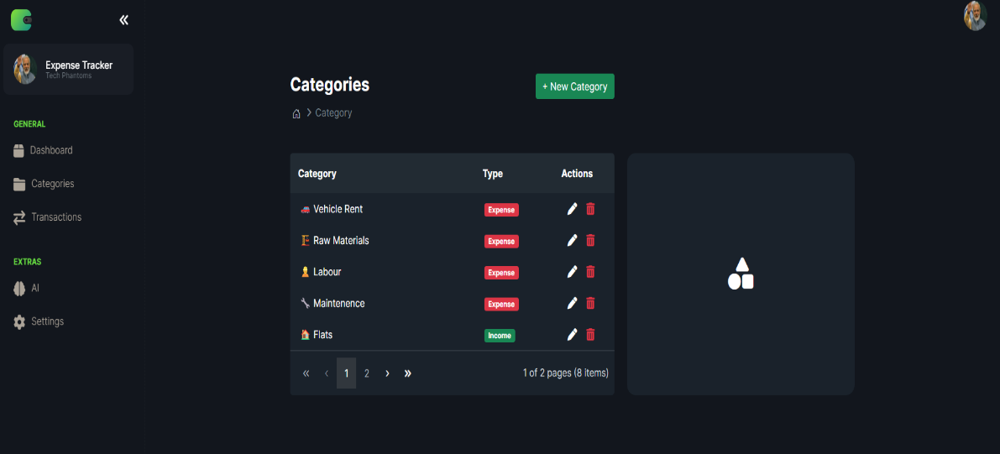 Expense Tracker
Tech Phantoms
GENERAL
Dashboard
Categories
Transactions
EXTRAS
AI
Settings
Categories
+ New Category
Category
Category Type Actions
Vehicle Rent Expense
Raw Materials Expense
Labour Expense
Maintenence Expense
Flats Income
« ‹ 1 2 › » 1 of 2 pages (8 items)